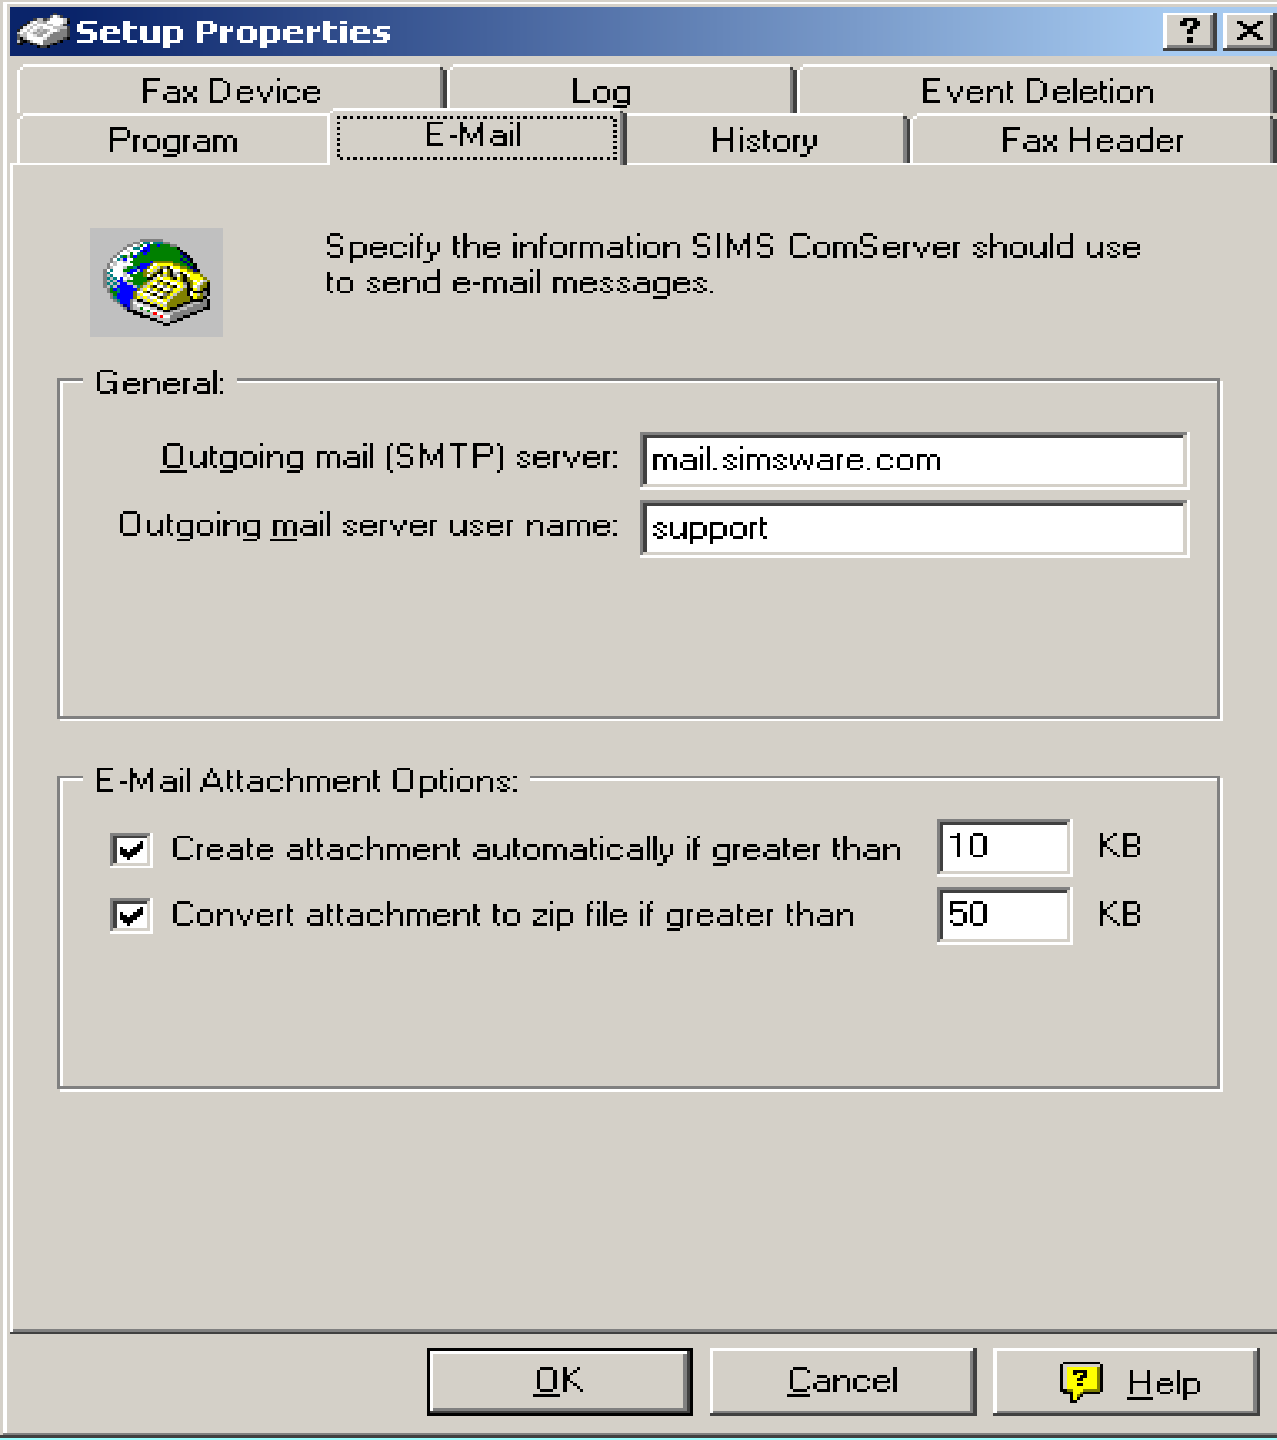 Setup Properties
Fax Device Log Event Deletion
Program E-Mail History Fax Header
Specify the information SIMS ComServer should use
to send e-mail messages.
General:
Outgoing mail (SMTP) server: mail.simsware.com
Outgoing mail server user name: support
E-Mail Attachment Options:
Create attachment automatically if greater than 10 KB
Convert attachment to zip file if greater than 50 KB
OK Cancel ? Help